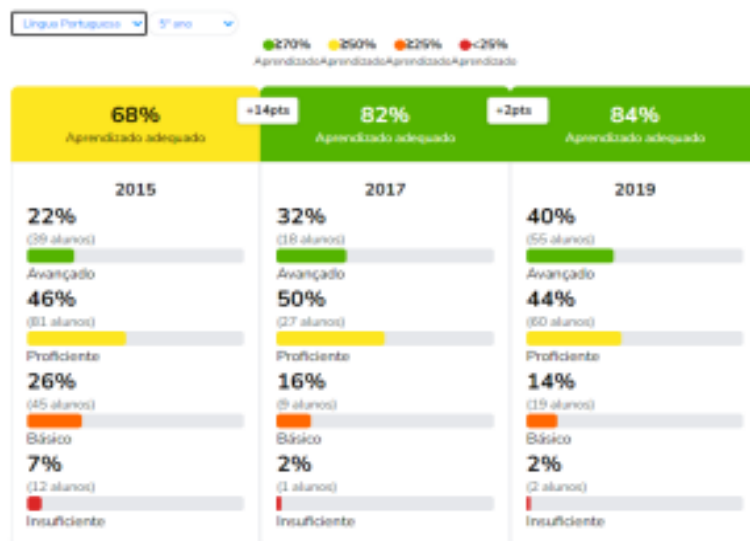 Língua Portuguesa 5º ano
≥70% ≥50% ≥25% <25%
Aprendizado Aprendizado Aprendizado Aprendizado
68% +14pts 82% +2pts 84%
Aprendizado adequado Aprendizado adequado Aprendizado adequado
2015 2017 2019
22% 32% 40%
(39 alunos) (18 alunos) (55 alunos)
Avançado Avançado Avançado
46% 50% 44%
(81 alunos) (27 alunos) (60 alunos)
Proficiente Proficiente Proficiente
26% 16% 14%
(45 alunos) (9 alunos) (19 alunos)
Básico Básico Básico
7% 2% 2%
(12 alunos) (1 alunos) (2 alunos)
Insuficiente Insuficiente Insuficiente